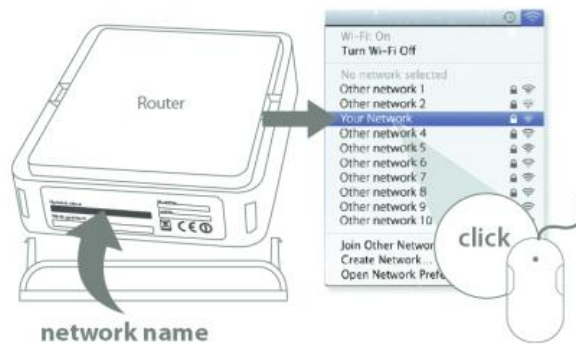 Router
network name
Wi-Fi: On
Turn Wi-Fi Off
No network selected
Other network 1
Other network 2
Your Network
Other network 4
Other network 5
Other network 6
Other network 7
Other network 8
Other network 9
Other network 10
Join Other Networ
Create Network...
Open Network Prefe
click